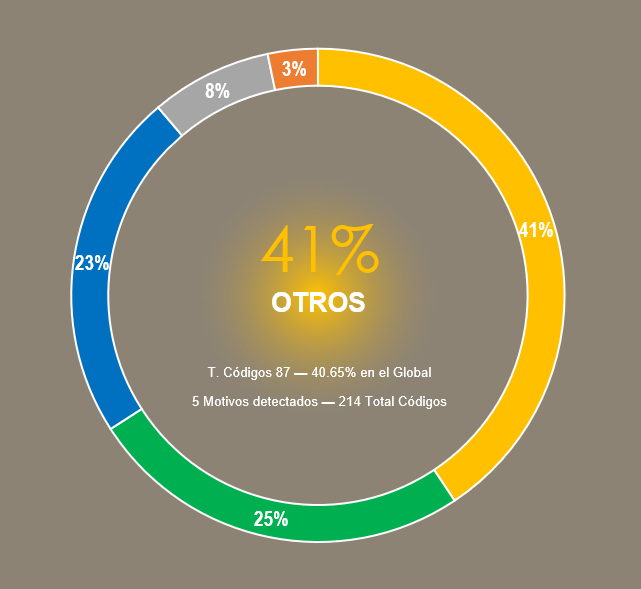 3%
8%
41%
23%
41%
OTROS
T. Códigos 87 — 40.65% en el Global
5 Motivos detectados — 214 Total Códigos
25%